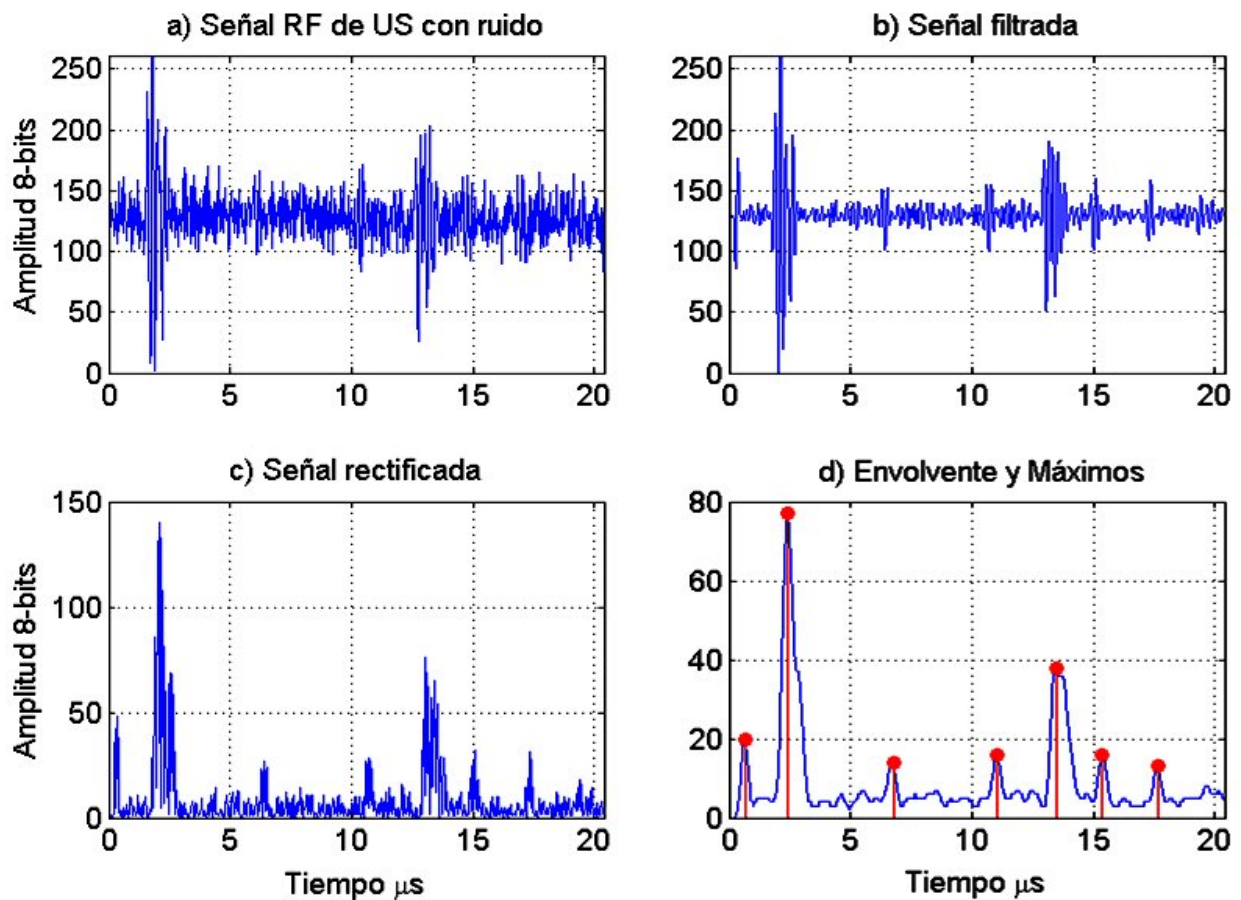 a) Señal RF de US con ruido
Amplitud 8-bits
250
200
150
100
50
0
0 5 10 15 20
b) Señal filtrada
250
200
150
100
50
0
0 5 10 15 20
c) Señal rectificada
Amplitud 8-bits
150
100
50
0
0 5 10 15 20
Tiempo μs
d) Envolvente y Máximos
80
60
40
20
0
0 5 10 15 20
Tiempo μs